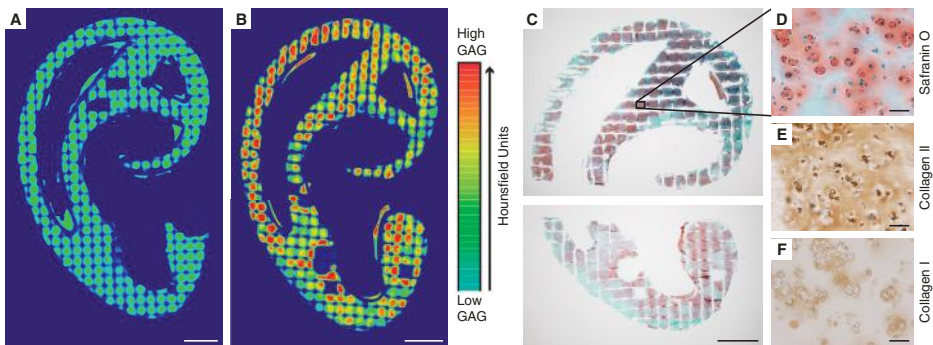 A
B
High
GAG
Hounsfield Units
Low
GAG
C
D
Safranin O
E
Collagen II
F
Collagen I